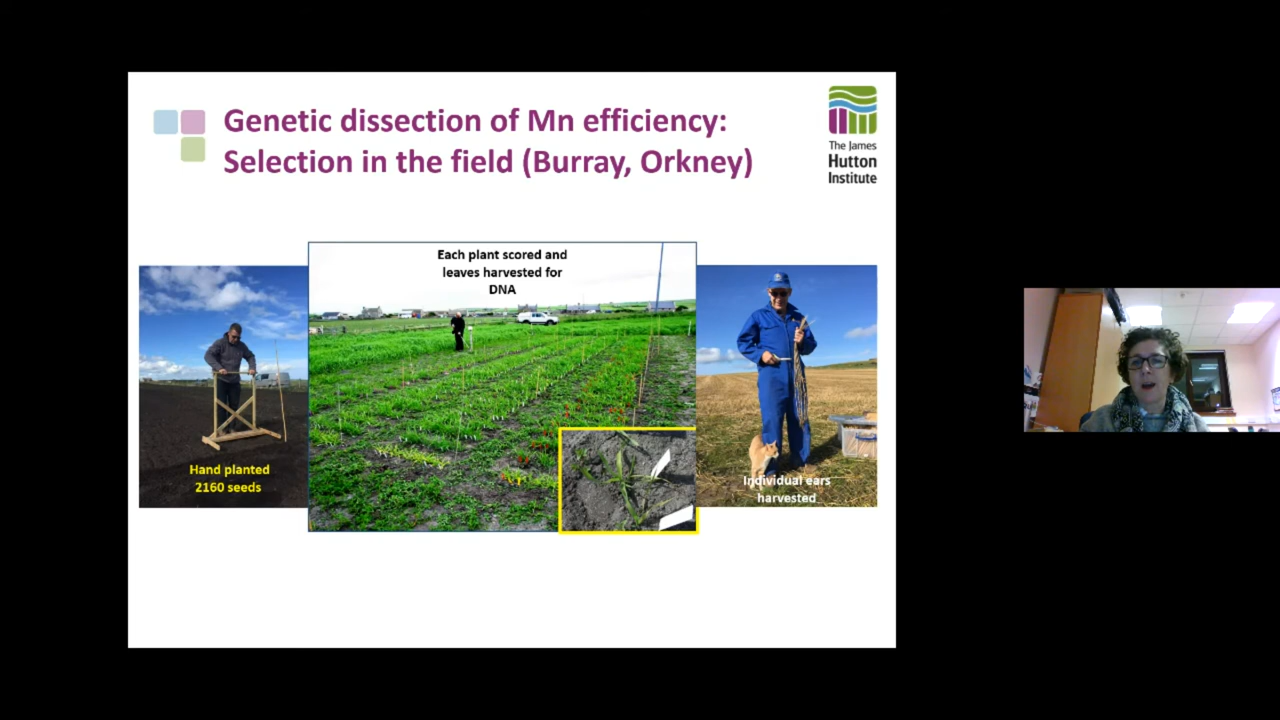 Genetic dissection of Mn efficiency:
Selection in the field (Burray, Orkney)
The James
Hutton
Institute
Each plant scored and
leaves harvested for
DNA
Hand planted
2160 seeds
Individual ears
harvested